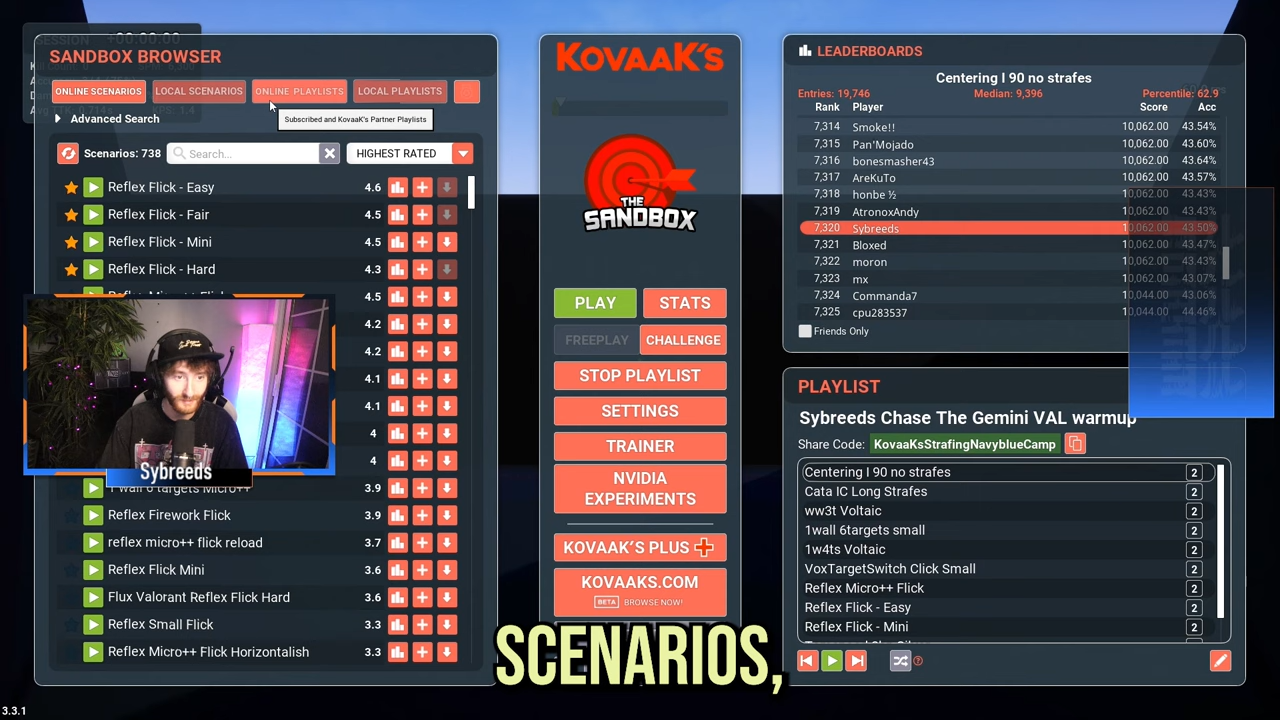 SESSION +00:00:00
SANDBOX BROWSER
ONLINE SCENARIOS LOCAL SCENARIOS ONLINE PLAYLISTS LOCAL PLAYLISTS
Advanced Search
Subscribed and KovaaK's Partner Playlists
Scenarios: 738 Search... HIGHEST RATED
Reflex Flick - Easy 4.6
Reflex Flick - Fair 4.5
Reflex Flick - Mini 4.5
Reflex Flick - Hard 4.3
4.5
4.2
4.2
4.1
4.1
4
4
3.9
Reflex Firework Flick 3.9
reflex micro++ flick reload 3.7
Reflex Flick Mini 3.6
Flux Valorant Reflex Flick Hard 3.6
Reflex Small Flick 3.3
Reflex Micro++ Flick Horizontalish 3.3
Sybreeds
KOVAAK'S
THE
SANDBOX
PLAY STATS
FREEPLAY CHALLENGE
STOP PLAYLIST
SETTINGS
TRAINER
NVIDIA
EXPERIMENTS
KOVAAK'S PLUS
KOVAAKS.COM
BETA BROWSE NOW!
LEADERBOARDS
Centering I 90 no strafes
Entries: 19,746 Median: 9,396 Percentile: 62.9
Rank Player Score Acc
7,314 Smoke!! 10,062.00 43.54%
7,315 Pan'Mojado 10,062.00 43.60%
7,316 bonesmasher43 10,062.00 43.64%
7,317 AreKuTo 10,062.00 43.57%
7,318 honbe ½ 10,062.00 43.43%
7,319 AtronoxAndy 10,062.00 43.43%
7,320 Sybreeds 10,062.00 43.50%
7,321 Bloxed 10,062.00 43.47%
7,322 moron 10,062.00 43.06%
7,323 mx 10,062.00 43.07%
7,324 Commanda7 10,044.00 43.06%
7,325 cpu283537 10,044.00 44.46%
Friends Only
PLAYLIST
Sybreeds Chase The Gemini VAL warmup
Share Code: KovaaKsStrafingNavyblueCamp
Centering I 90 no strafes 2
Cata IC Long Strafes 2
ww3t Voltaic 2
1wall 6targets small 2
1w4ts Voltaic 2
VoxTargetSwitch Click Small 2
Reflex Micro++ Flick 2
Reflex Flick - Easy 2
Reflex Flick - Mini 2
SCENARIOS,
3.3.1